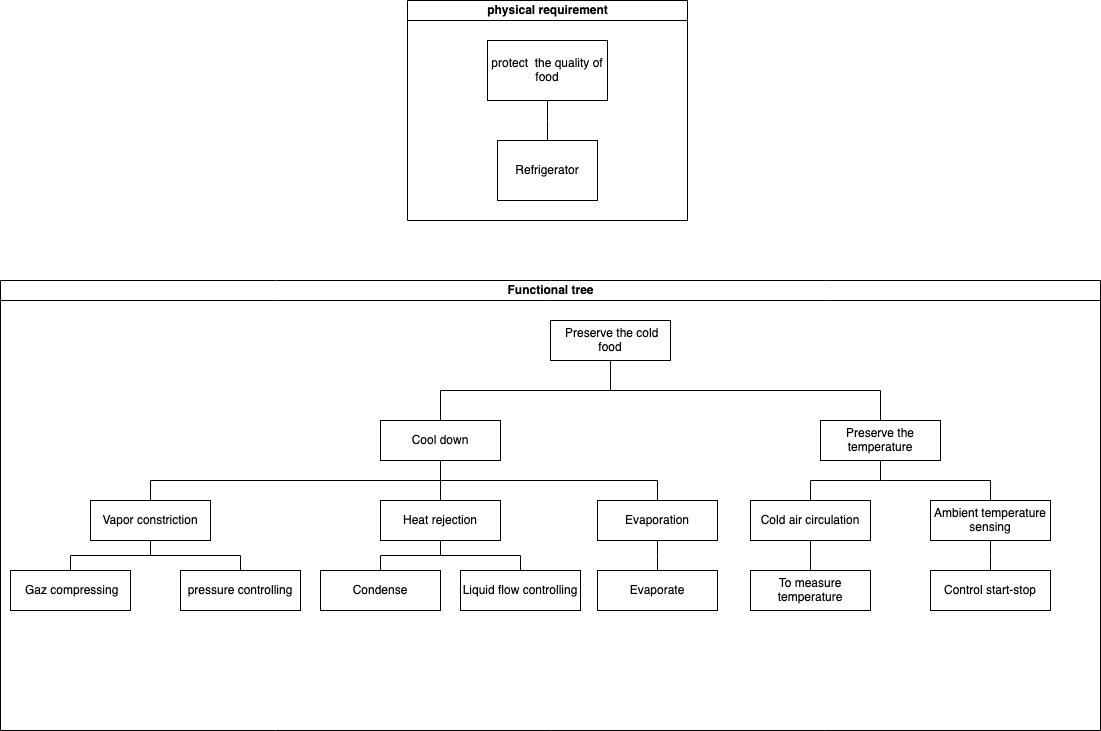 physical requirement
protect  the quality of
food
Refrigerator
Functional tree
Preserve the cold
food
Cool down
Preserve the
temperature
Vapor constriction
Heat rejection
Evaporation
Cold air circulation
Ambient temperature
sensing
Gaz compressing
pressure controlling
Condense
Liquid flow controlling
Evaporate
To measure
temperature
Control start-stop